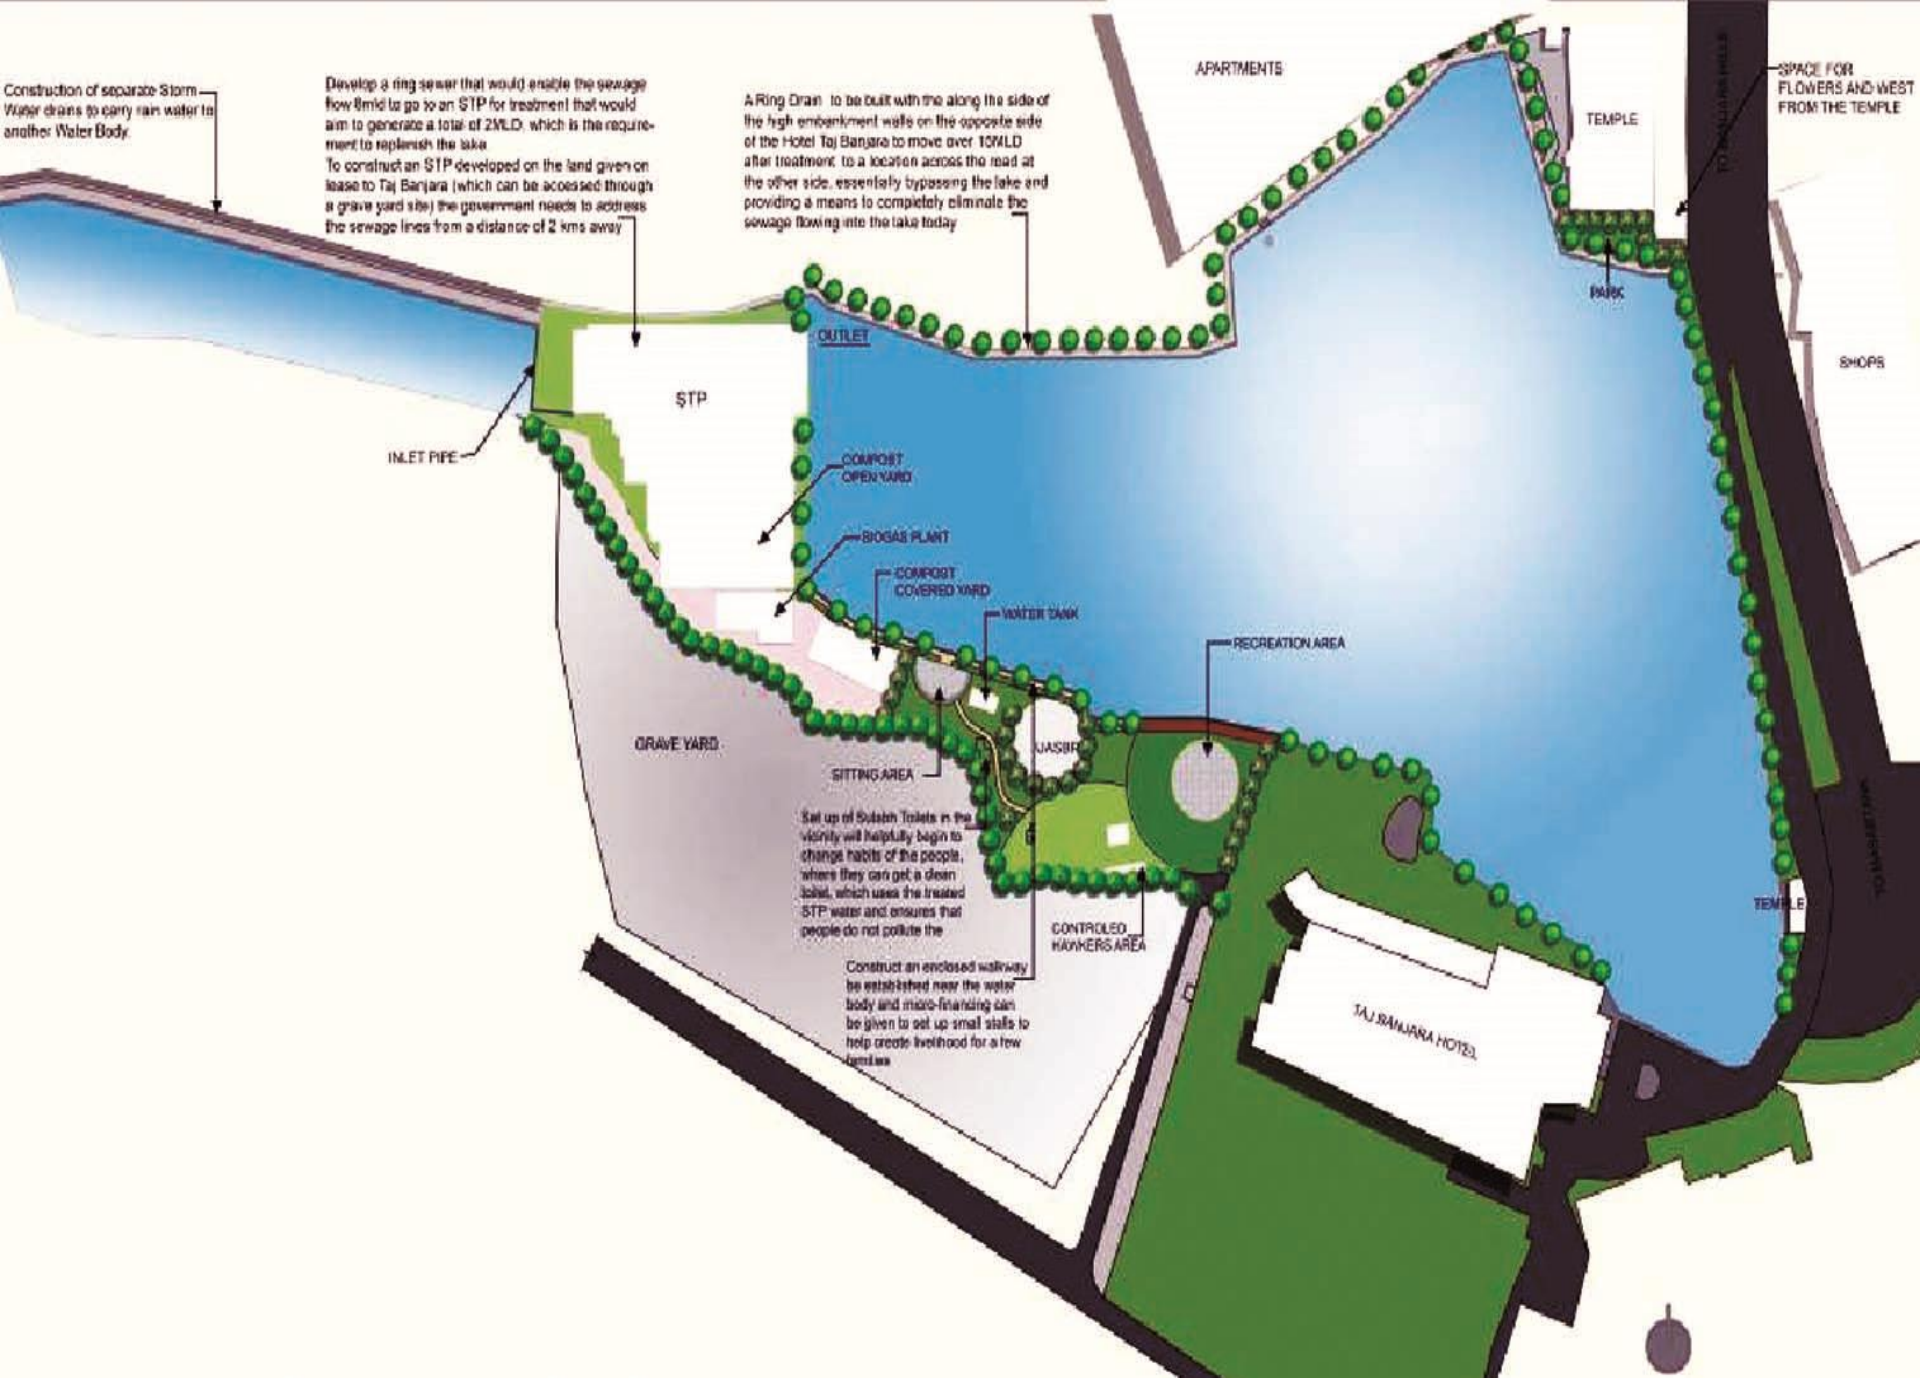 Construction of separate Storm
Water drains to carry rain water to
another Water Body.
Develop a ring sewer that would enable the sewage
flow 8mld to go to an STP for treatment that would
aim to generate a total of 2MLD, which is the require-
ment to replenish the lake
To construct an STP developed on the land given on
lease to Taj Banjara (which can be accessed through
a grave yard site) the government needs to address
the sewage lines from a distance of 2 kms away
A Ring Drain to be built with the along the side of
the high embankment walls on the opposite side
of the Hotel Taj Banjara to move over 15MLD
after treatment to a location across the road at
the other side, essentially bypassing the lake and
providing a means to completely eliminate the
sewage flowing into the lake today
APARTMENTS
TEMPLE
TO BANJARA HILLS
SPACE FOR
FLOWERS AND WEST
FROM THE TEMPLE
PARK
SHOPS
OUTLET
STP
INLET PIPE
COMPOST
OPEN YARD
BIOGAS PLANT
COMPOST
COVERED YARD
WATER TANK
RECREATION AREA
GRAVE YARD
UASBR
SITTING AREA
Set up of Sulabh Toilets in the
vicinity will helpfully begin to
change habits of the people,
where they can get a clean
toilet, which uses the treated
STP water and ensures that
people do not pollute the
CONTROLED
HAWKERS AREA
Construct an enclosed walkway
be established near the water
body and micro-financing can
be given to set up small stalls to
help create livelihood for a few
families
TEMPLE
TAJ BANJARA HOTEL